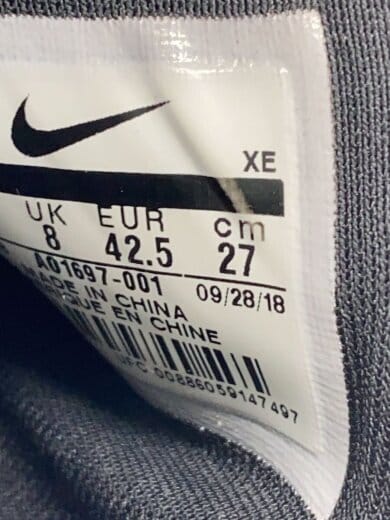 XE
UK EUR cm
8 42.5 27
AO1697-001 09/28/18
MADE IN CHINA
QUE EN CHINE
UPC 00886059147497